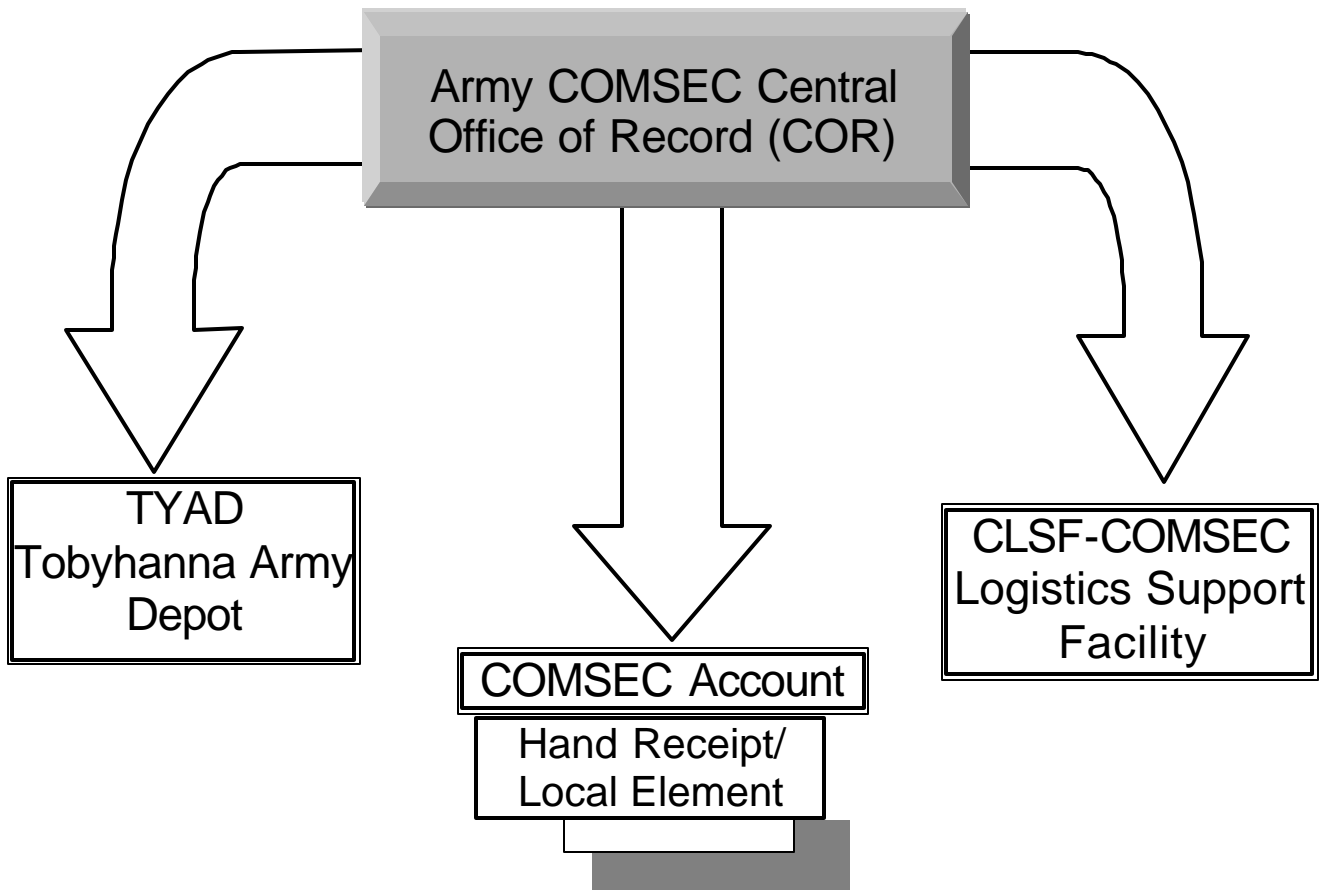 Army COMSEC Central
Office of Record (COR)
TYAD
Tobyhanna Army
Depot
COMSEC Account
Hand Receipt/
Local Element
CLSF-COMSEC
Logistics Support
Facility